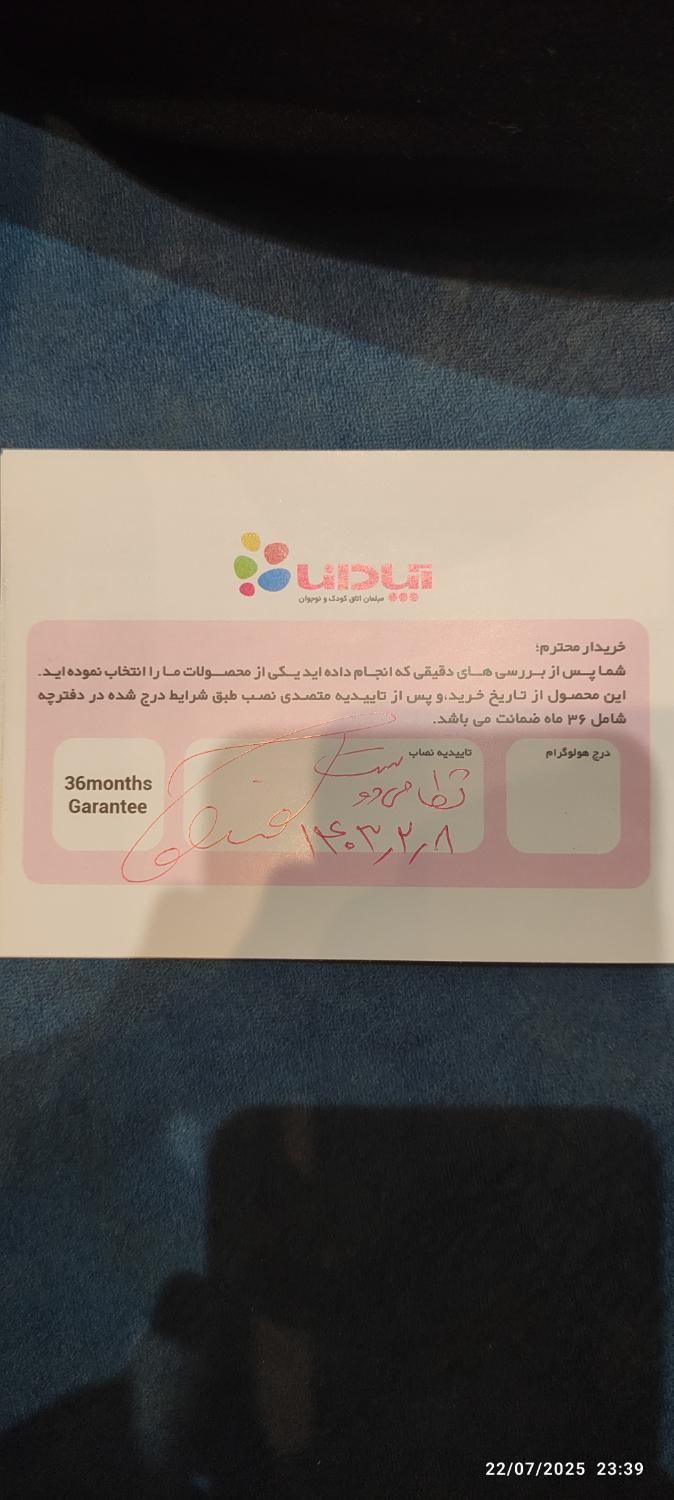 آپادانا
مبلمان اتاق کودک و نوجوان
خریدار محترم؛
شما پس از بررسی های دقیقی که انجام داده اید یکی از محصولات ما را انتخاب نموده اید.
این محصول از تاریخ خرید،و پس از تاییدیه متصدی نصب طبق شرایط درج شده در دفترچه
شامل ۳۶ ماه ضمانت می باشد.
درج هولوگرام
تاییدیه نصاب
36months
Garantee
۱۴۰۳٫۲٫۸
22/07/2025 23:39